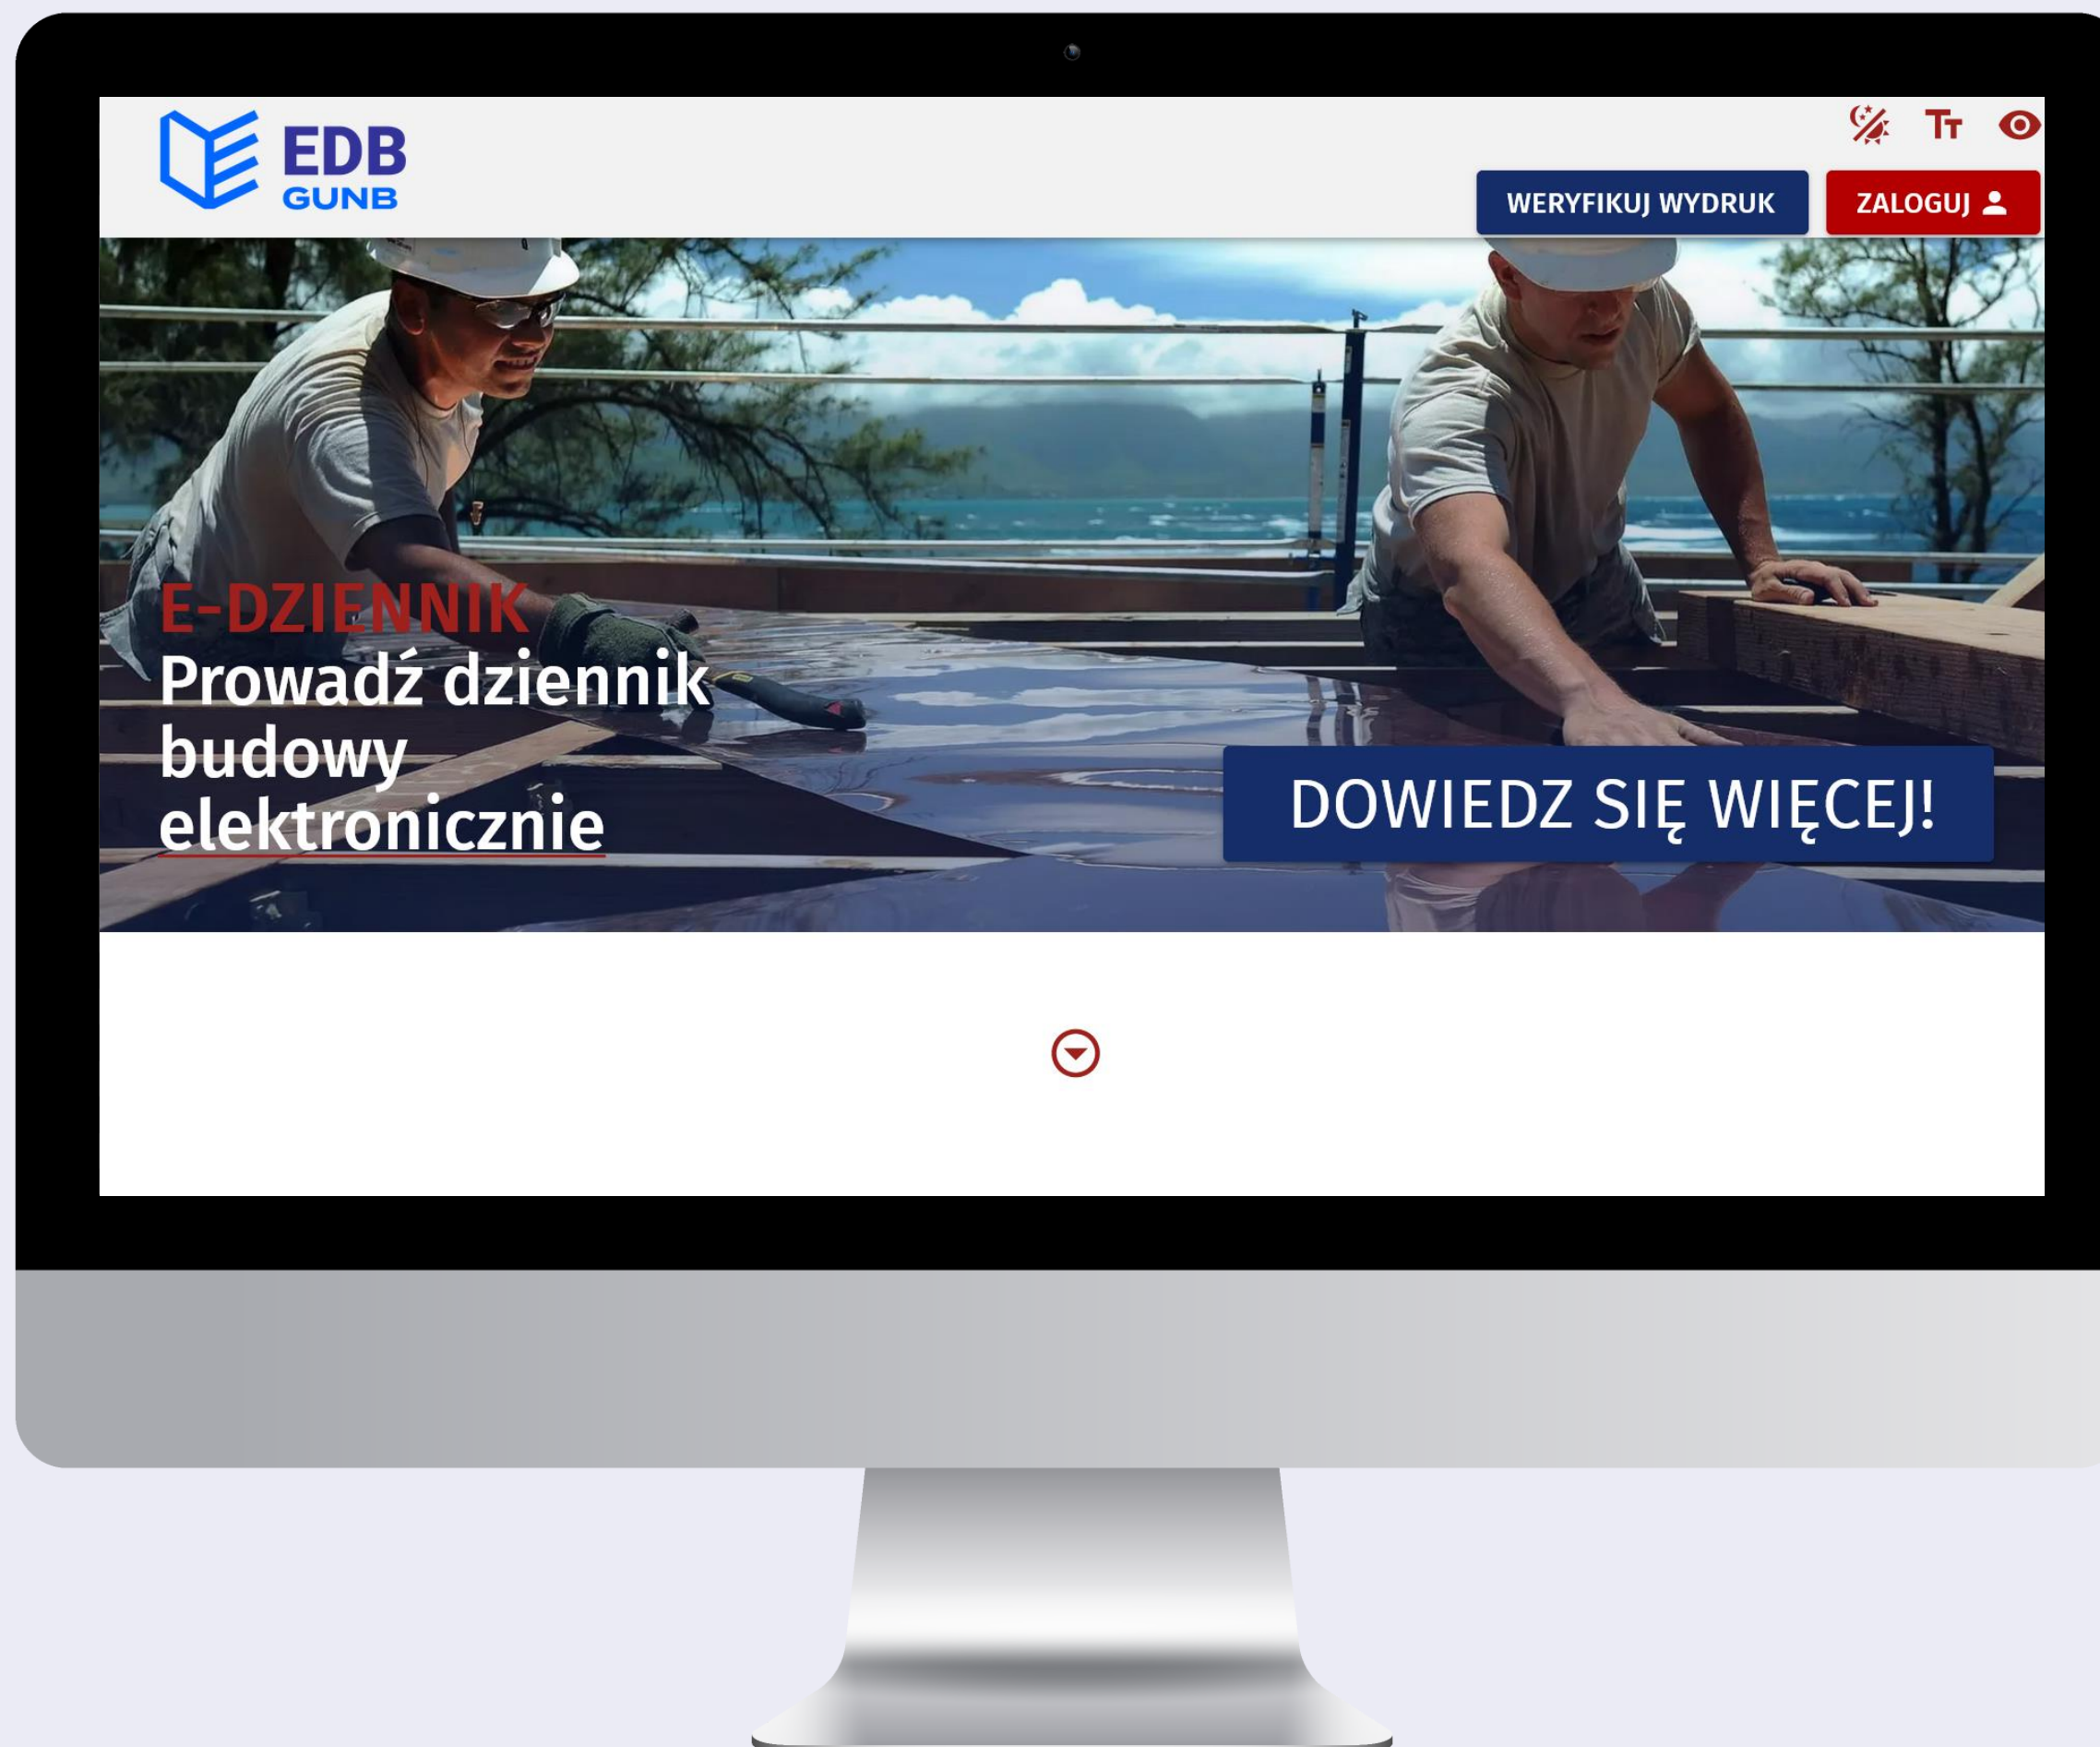 EDB
GUNB
WERYFIKUJ WYDRUK
ZALOGUJ
E-DZIENNIK
Prowadź dziennik
budowy
elektronicznie
DOWIEDZ SIĘ WIĘCEJ!